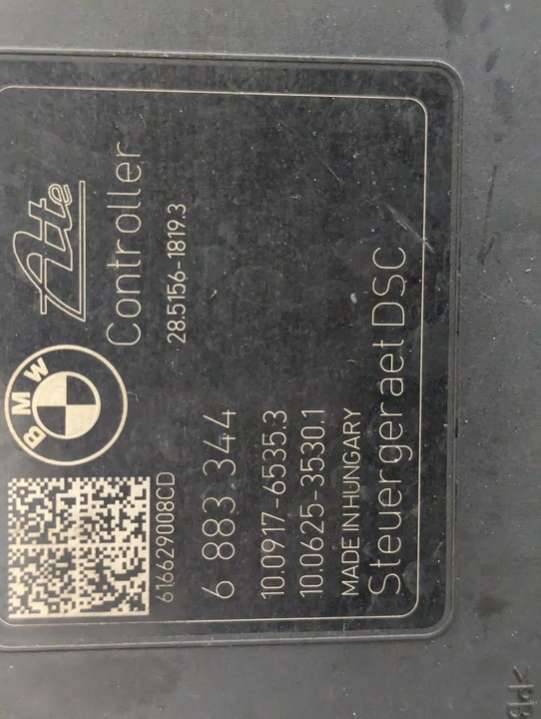 BMW
Ate
Controller
28.5156-1819.3
616629008CD
6 883 344
10.0917-6535.3
10.0625-3530.1
MADE IN HUNGARY
Steuergeraet DSC